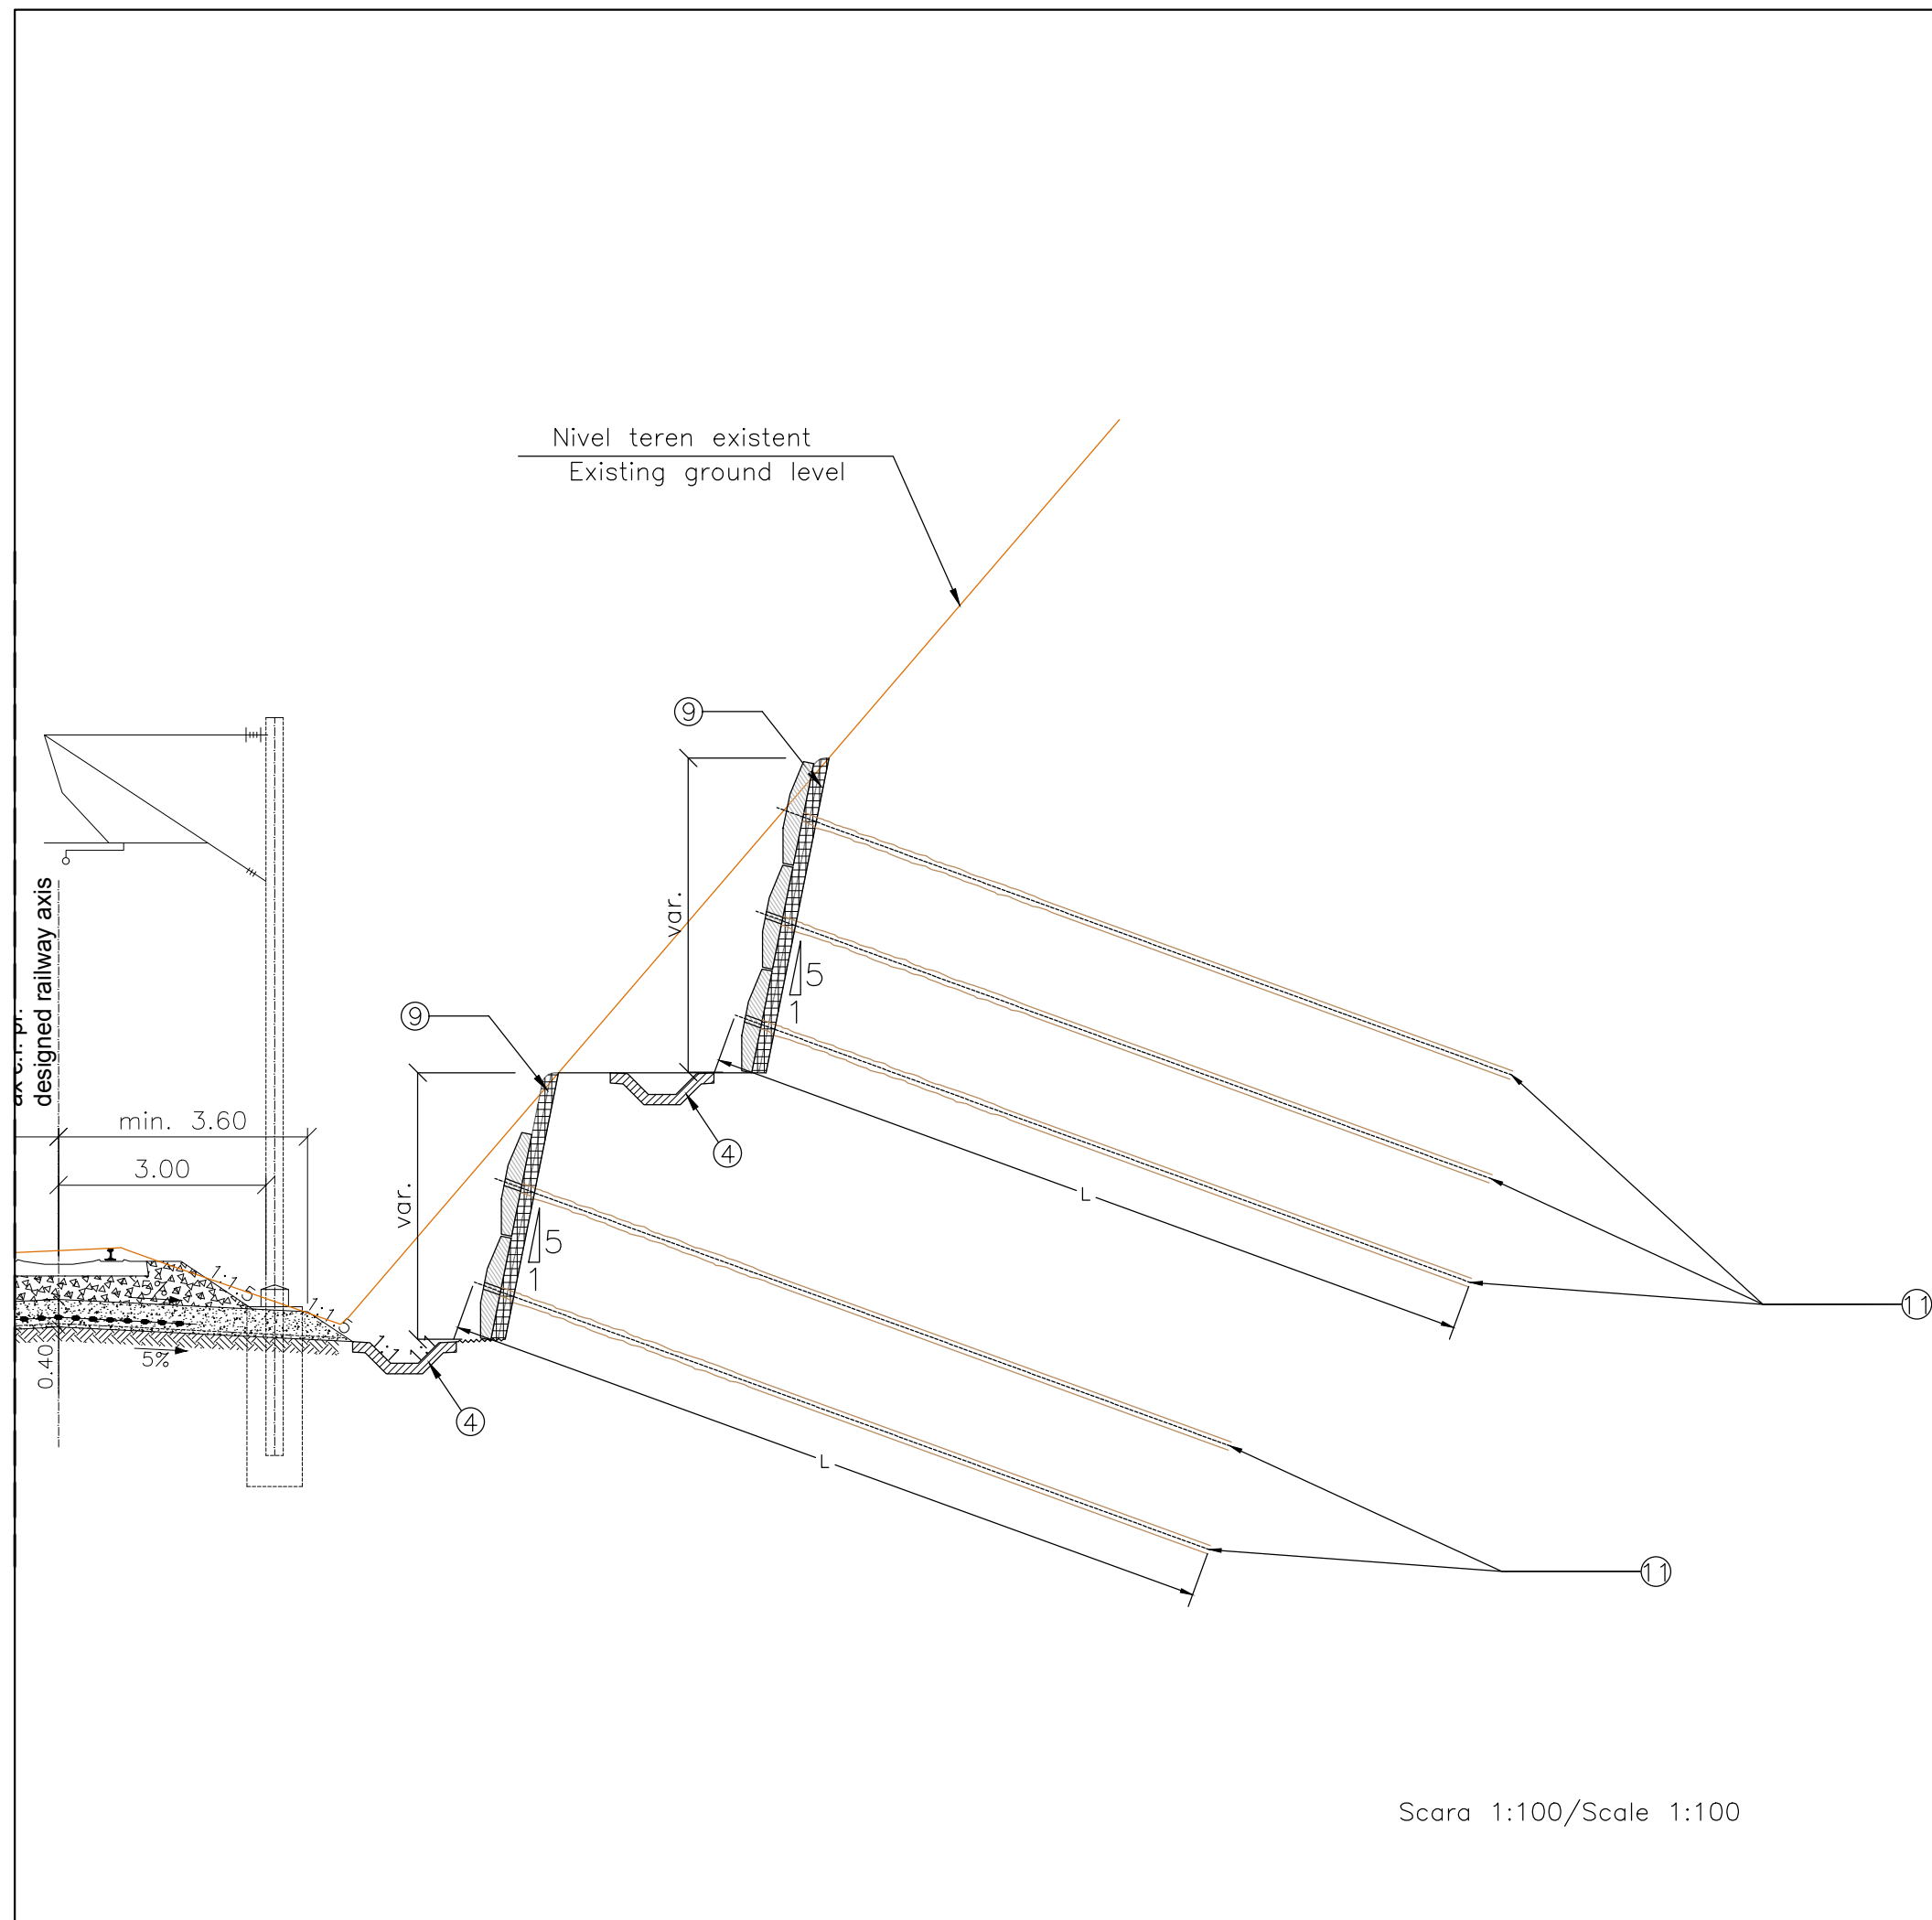 Nivel teren existent
Existing ground level
9
var.
5
1
9
4
designed railway axis
min. 3.60
3.00
var.
L
5
1
11
1:1.5
5%
1:1.5
1:1
1:1
5%
0.40
4
L
11
Scara 1:100/Scale 1:100